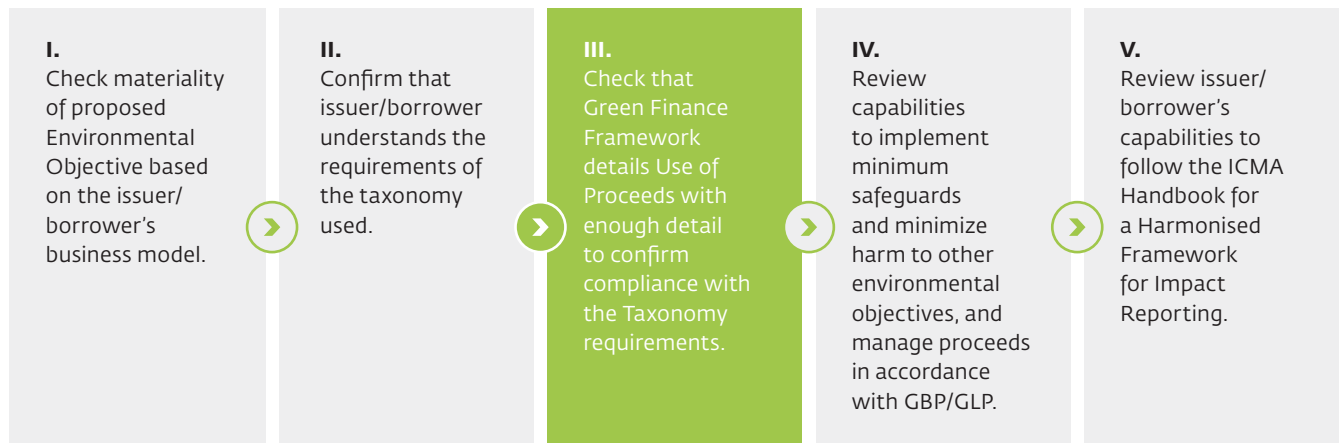 I.
Check materiality
of proposed
Environmental
Objective based
on the issuer/
borrower's
business model.
II.
Confirm that
issuer/borrower
understands the
requirements of
the taxonomy
used.
III.
Check that
Green Finance
Framework
details Use of
Proceeds with
enough detail
to confirm
compliance with
the Taxonomy
requirements.
IV.
Review
capabilities
to implement
minimum
safeguards
and minimize
harm to other
environmental
objectives, and
manage proceeds
in accordance
with GBP/GLP.
V.
Review issuer/
borrower's
capabilities to
follow the ICMA
Handbook for
a Harmonised
Framework
for Impact
Reporting.